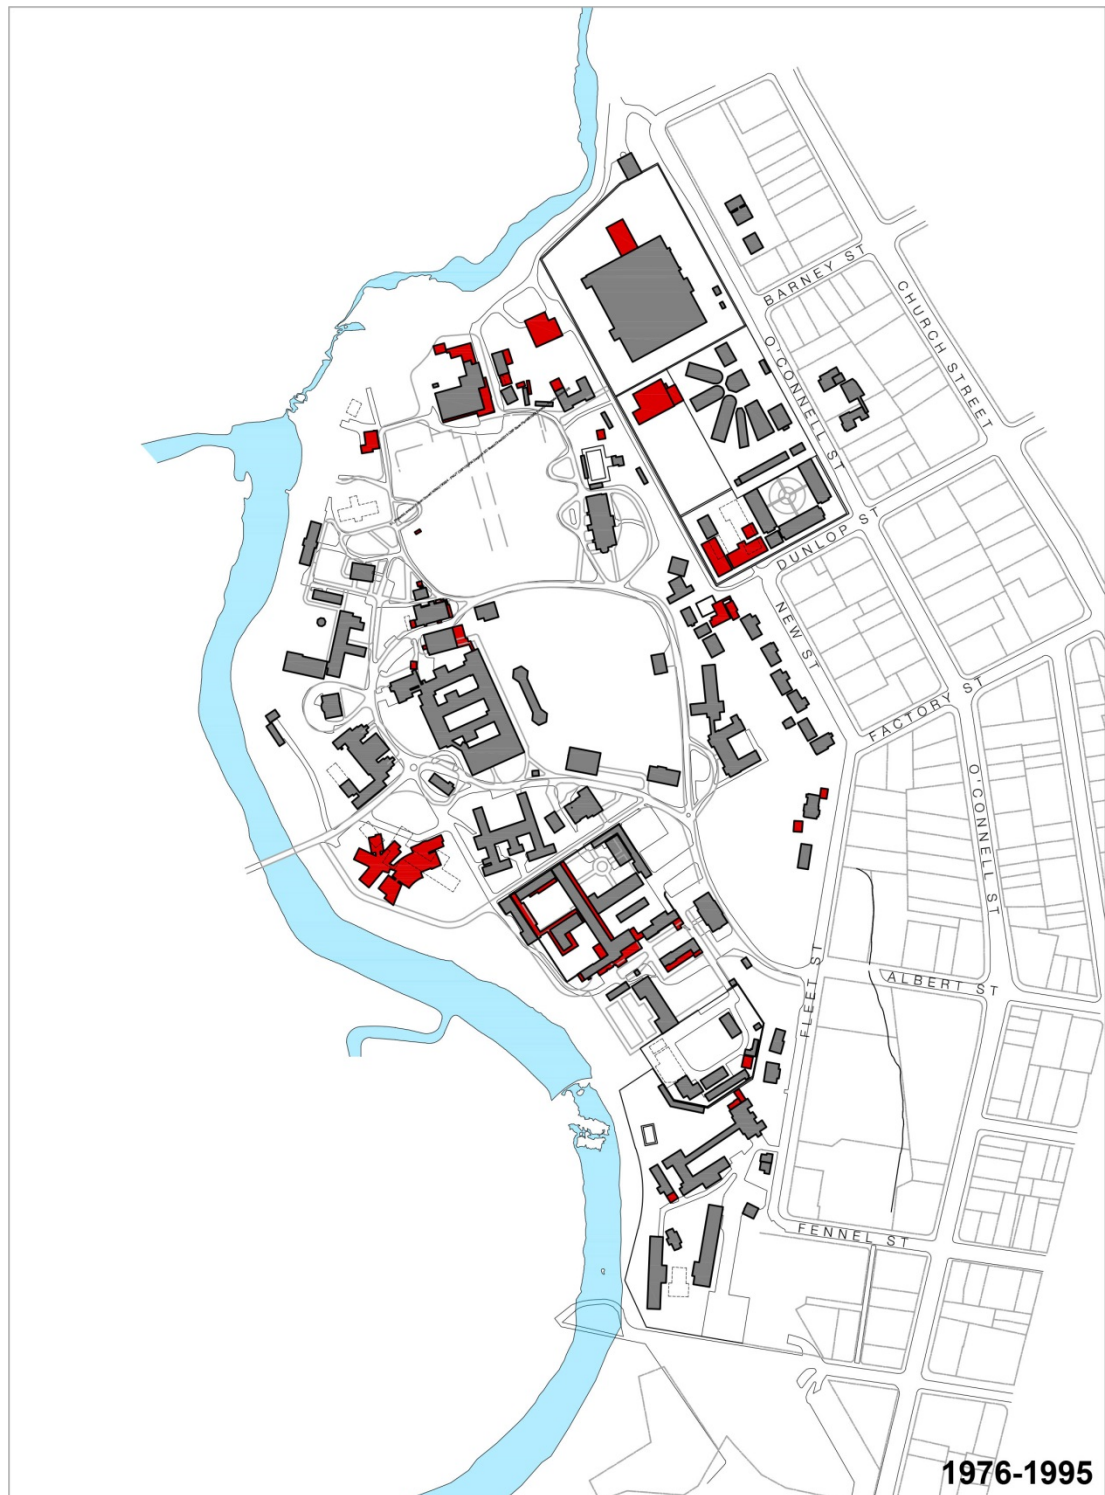 BARNEY ST
CHURCH STREET
O'CONNELL ST
DUNLOP ST
NEW ST
FACTORY ST
O'CONNELL ST
FLEET ST
ALBERT ST
FENNEL ST
1976-1995